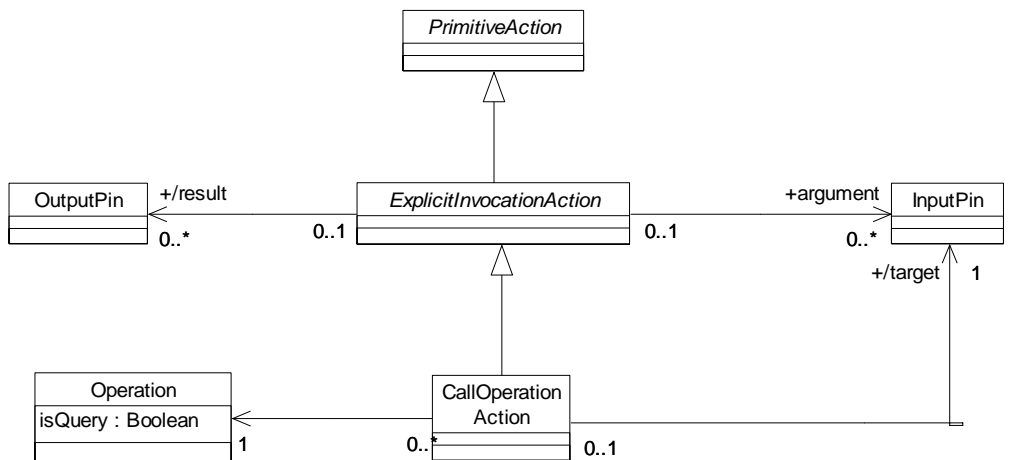 PrimitiveAction
OutputPin
+/result
0..*
0..1
ExplicitInvocationAction
0..1
+argument
0..*
InputPin
+/target
1
Operation
isQuery : Boolean
1
0..*
CallOperation
Action
0..1